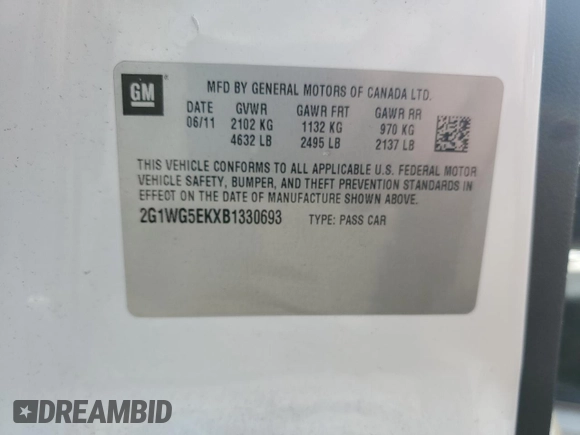 GM
MFD BY GENERAL MOTORS OF CANADA LTD.
DATE GVWR GAWR FRT GAWR RR
06/11 2102 KG 1132 KG 970 KG
4632 LB 2495 LB 2137 LB
THIS VEHICLE CONFORMS TO ALL APPLICABLE U.S. FEDERAL MOTOR
VEHICLE SAFETY, BUMPER, AND THEFT PREVENTION STANDARDS IN
EFFECT ON THE DATE OF MANUFACTURE SHOWN ABOVE.
2G1WG5EKXB1330693 TYPE: PASS CAR
DREAMBID